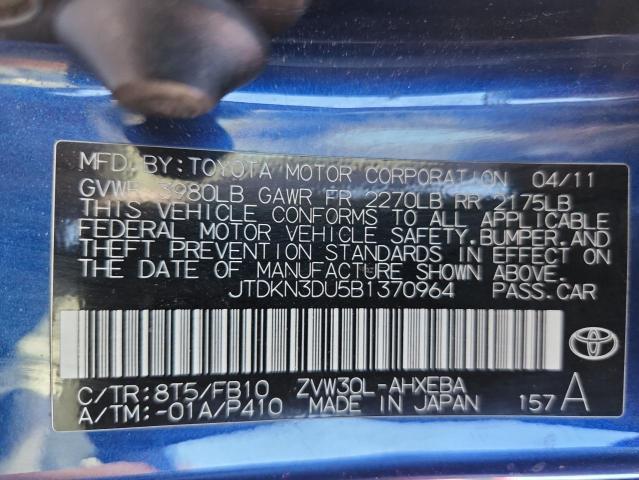 MFD. BY: TOYOTA MOTOR CORPORATION 04/11
GVWR 3980LB GAWR FR 2270LB RR 2175LB
THIS VEHICLE CONFORMS TO ALL APPLICABLE
FEDERAL MOTOR VEHICLE SAFETY, BUMPER, AND
THEFT PREVENTION STANDARDS IN EFFECT ON
THE DATE OF MANUFACTURE SHOWN ABOVE.
JTDKN3DU5B1370964 PASS. CAR
C/TR: 8T5/FB10 ZVW30L-AHXEBA
A/TM: -01A/P410 MADE IN JAPAN 157 A